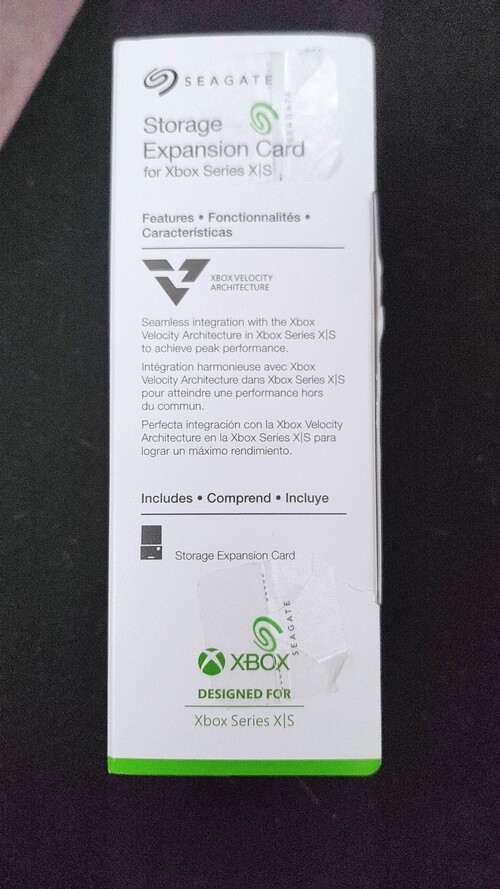 SEAGATE
Storage
Expansion Card
for Xbox Series X|S
SEAGATE
Features • Fonctionnalités •
Características
XBOX VELOCITY
ARCHITECTURE
Seamless integration with the Xbox
Velocity Architecture in Xbox Series X|S
to achieve peak performance.
Intégration harmonieuse avec Xbox
Velocity Architecture dans Xbox Series X|S
pour atteindre une performance hors
du commun.
Perfecta integración con la Xbox Velocity
Architecture en la Xbox Series X|S para
lograr un máximo rendimiento.
Includes • Comprend • Incluye
Storage Expansion Card
SEAGATE
XBOX
DESIGNED FOR
Xbox Series X|S